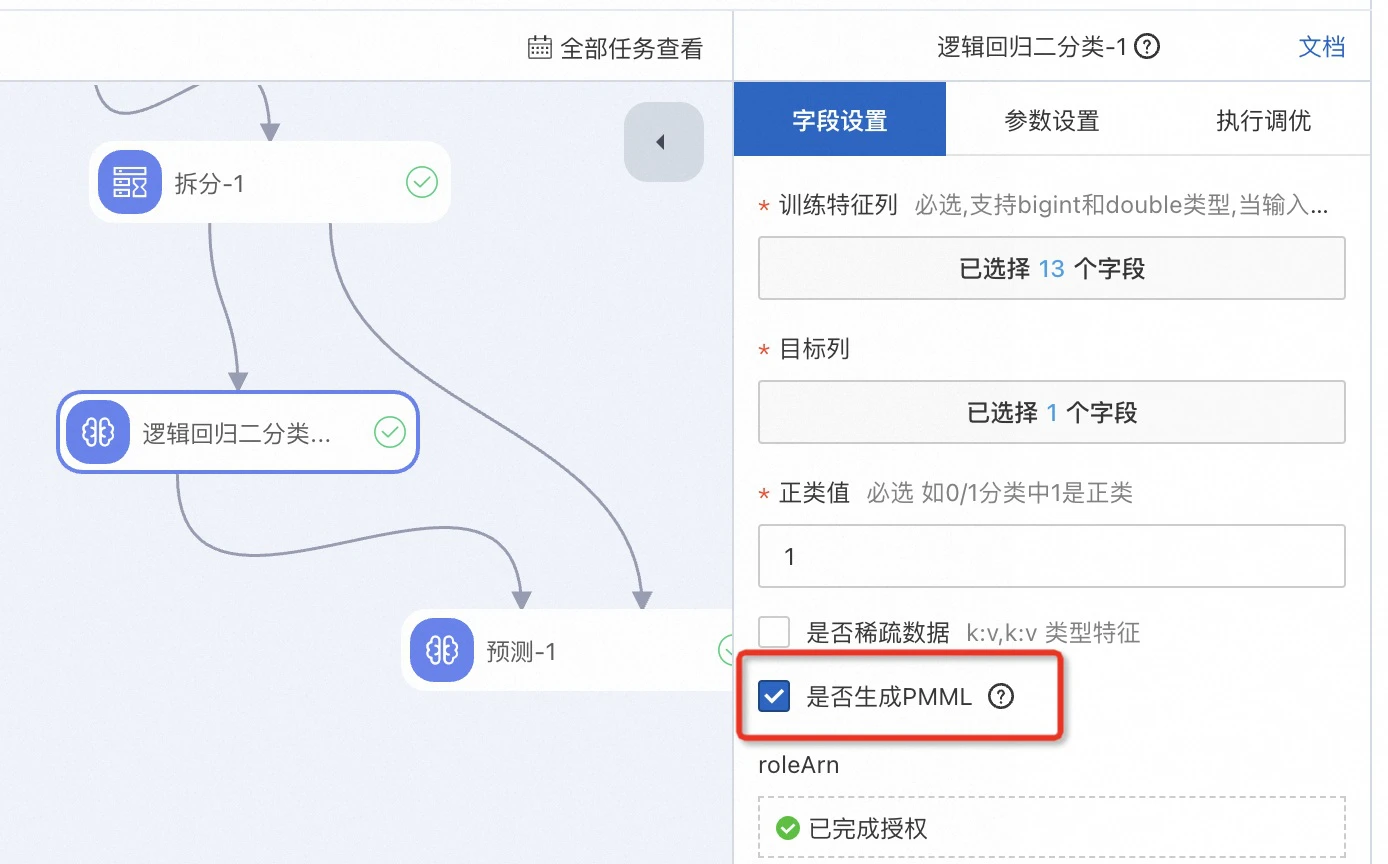 全部任务查看
拆分-1
逻辑回归二分类...
预测-1
逻辑回归二分类-1
文档
字段设置
参数设置
执行调优
* 训练特征列 必选,支持bigint和double类型,当输入...
已选择 13 个字段
* 目标列
已选择 1 个字段
* 正类值 必选 如0/1分类中1是正类
1
是否稀疏数据 k:v,k:v 类型特征
是否生成PMML
roleArn
已完成授权